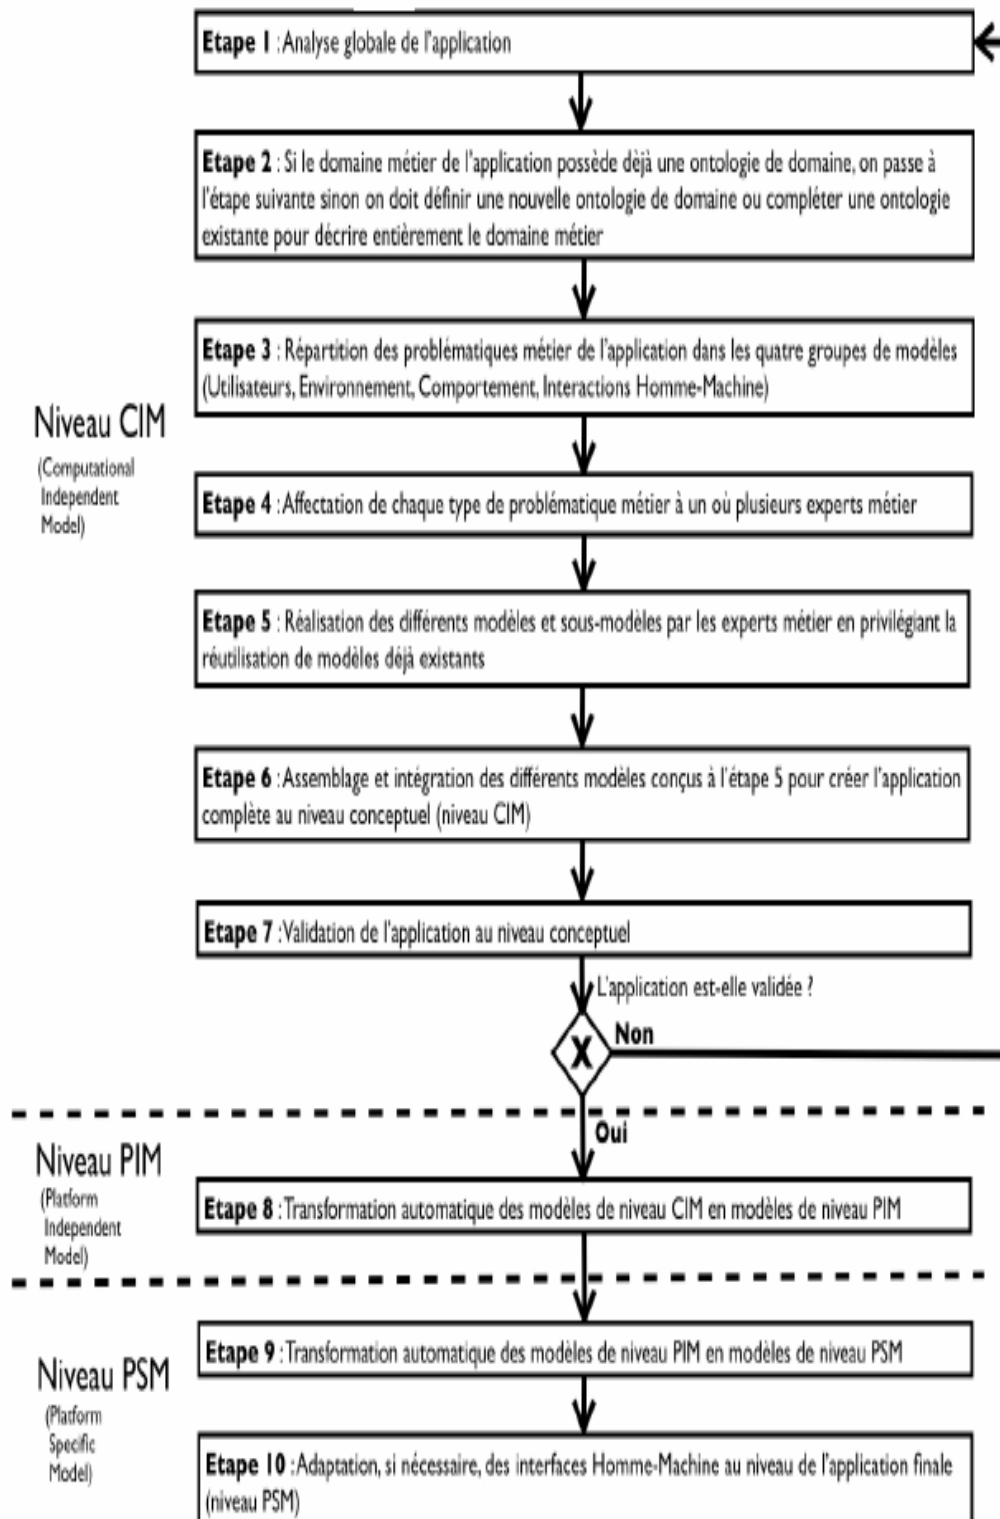 Etape 1 : Analyse globale de l'application
Etape 2 : Si le domaine métier de l'application possède déjà une ontologie de domaine, on passe à
l'étape suivante sinon on doit définir une nouvelle ontologie de domaine ou compléter une ontologie
existante pour décrire entièrement le domaine métier
Etape 3 : Répartition des problématiques métier de l'application dans les quatre groupes de modèles
(Utilisateurs, Environnement, Comportement, Interactions Homme-Machine)
Niveau CIM
(Computational
Independent
Model)
Etape 4 : Affectation de chaque type de problématique métier à un où plusieurs experts métier
Etape 5 : Réalisation des différents modèles et sous-modèles par les experts métier en privilégiant la
réutilisation de modèles déjà existants
Etape 6 : Assemblage et intégration des différents modèles conçus à l'étape 5 pour créer l'application
complète au niveau conceptuel (niveau CIM)
Etape 7 : Validation de l'application au niveau conceptuel
L'application est-elle validée ?
X
Non
Oui
Niveau PIM
(Platform
Independent
Model)
Etape 8 : Transformation automatique des modèles de niveau CIM en modèles de niveau PIM
Etape 9 : Transformation automatique des modèles de niveau PIM en modèles de niveau PSM
Niveau PSM
(Platform
Specific
Model)
Etape 10 : Adaptation, si nécessaire, des interfaces Homme-Machine au niveau de l'application finale
(niveau PSM)